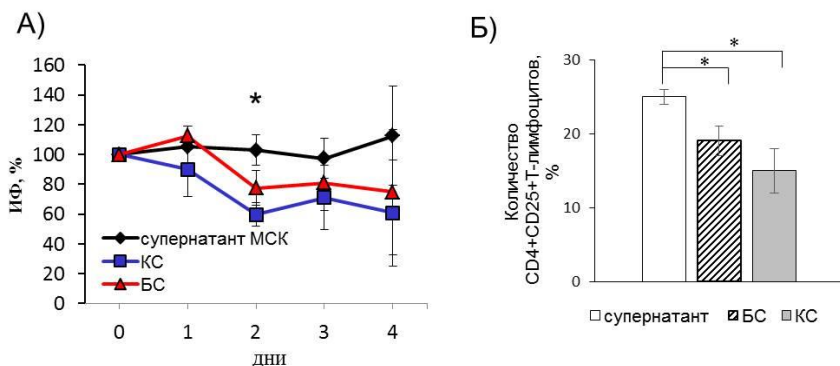 А)
160
140
120
100
80
60
40
20
0
ИФ, %
*
супернатант МСК
КС
БС
0 1 2 3 4
дни
Б)
Количество
CD4+CD25+Т-лимфоцитов,
%
30
20
10
0
*
*
супернатант БС КС